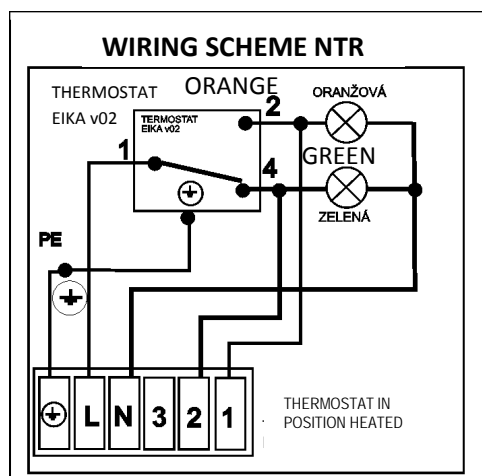 WIRING SCHEME NTR
THERMOSTAT
EIKA v02
ORANGE
ORANŽOVÁ
TERMOSTAT
EIKA v02
2
1
4
GREEN
ZELENÁ
PE
L N 3 2 1
THERMOSTAT IN
POSITION HEATED